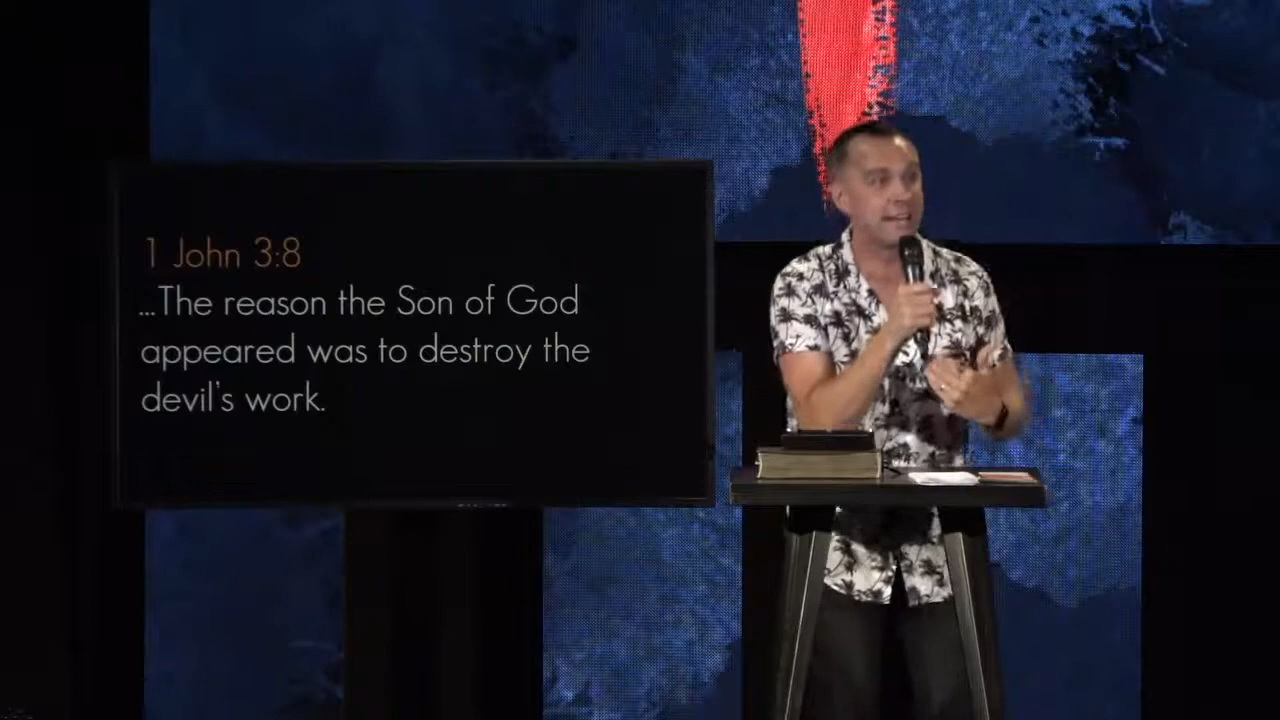 1 John 3:8
...The reason the Son of God
appeared was to destroy the
devil's work.